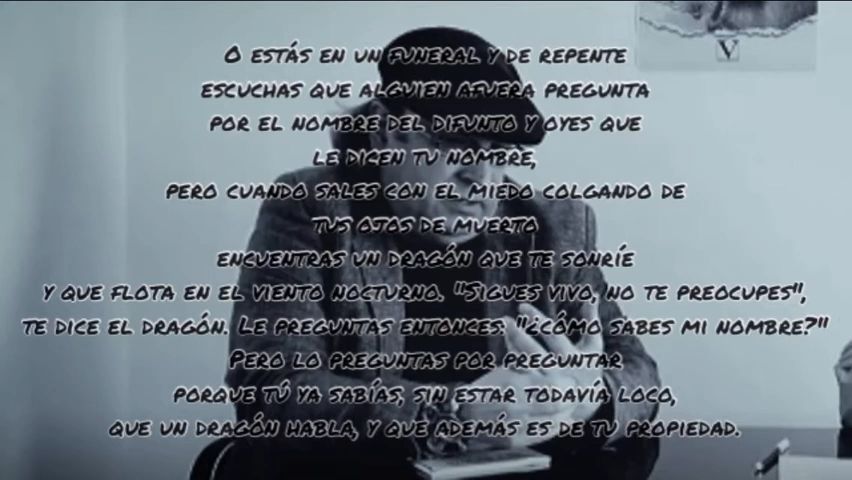 V
O estás en un funeral y de repente
escuchas que alguien afuera pregunta
por el nombre del difunto y oyes que
le dicen tu nombre,
pero cuando sales con el miedo colgando de
tus ojos de muerto
encuentras un dragón que te sonríe
y que flota en el viento nocturno. "Sigues vivo, no te preocupes",
te dice el dragón. Le preguntas entonces: "¿cómo sabes mi nombre?"
Pero lo preguntas por preguntar
porque tú ya sabías, sin estar todavía loco,
que un dragón habla, y que además es de tu propiedad.